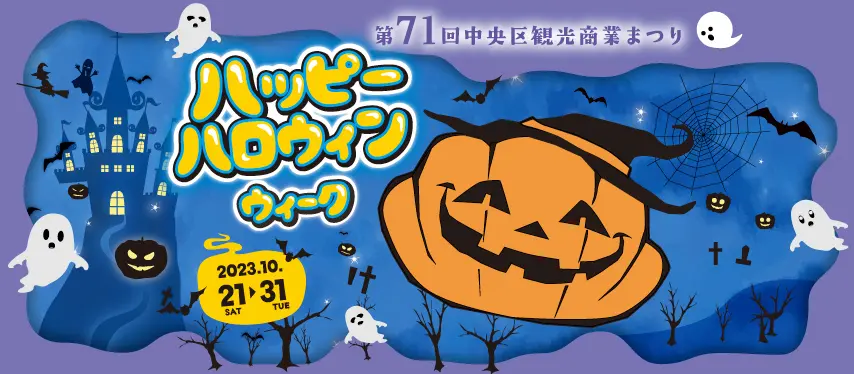 第71回中央区観光商業まつり
ハッピー
ハロウィン
ウィーク
2023.10.
21▶31
SAT TUE